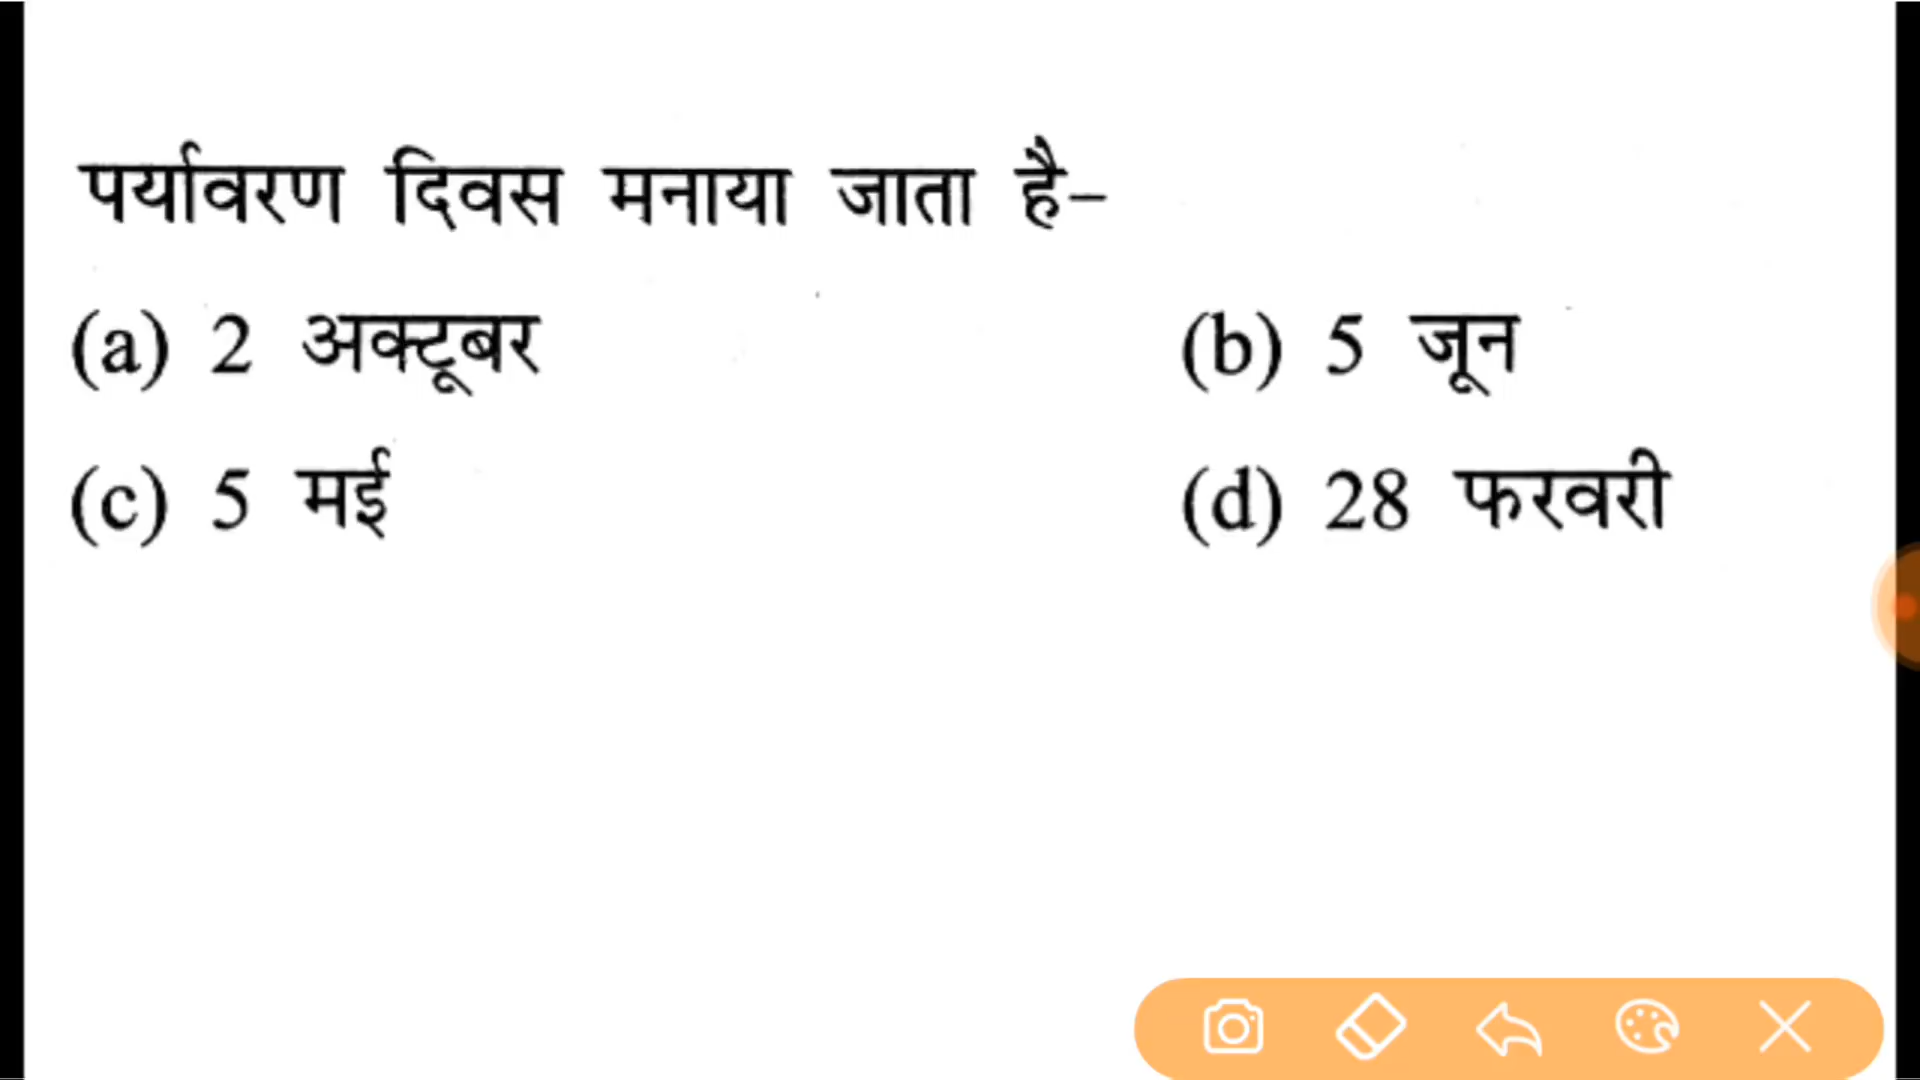 पर्यावरण दिवस मनाया जाता है–
(a) 2 अक्टूबर (b) 5 जून
(c) 5 मई (d) 28 फरवरी